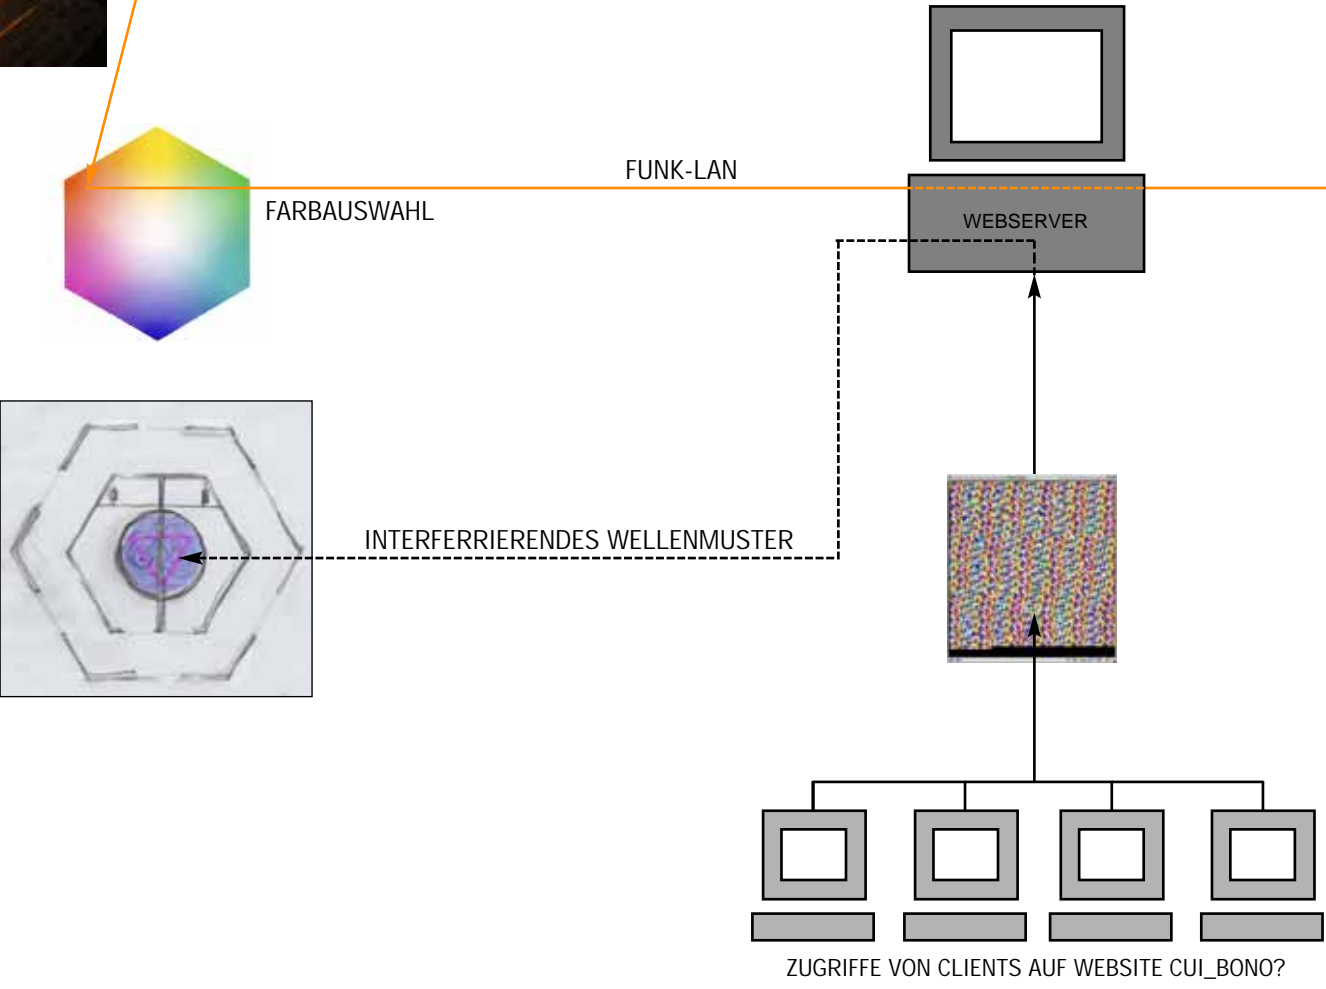 FUNK-LAN
FARBAUSWAHL
WEBSERVER
INTERFERRIERENDES WELLENMUSTER
ZUGRIFFE VON CLIENTS AUF WEBSITE CUI_BONO?